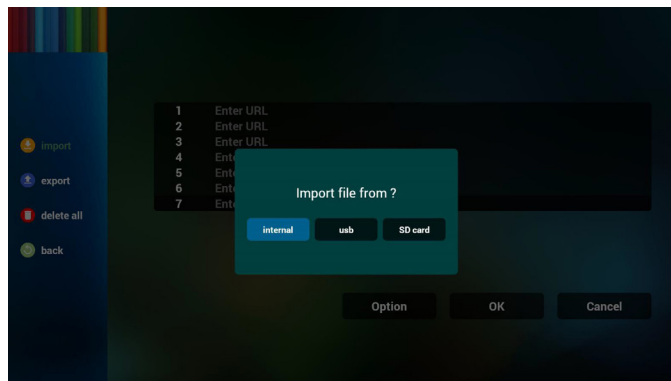 import
export
delete all
back
1 Enter URL
2 Enter URL
3 Enter URL
4 Ente
5 Ente
6 Ente
7 Ente
Import file from ?
internal usb SD card
Option OK Cancel